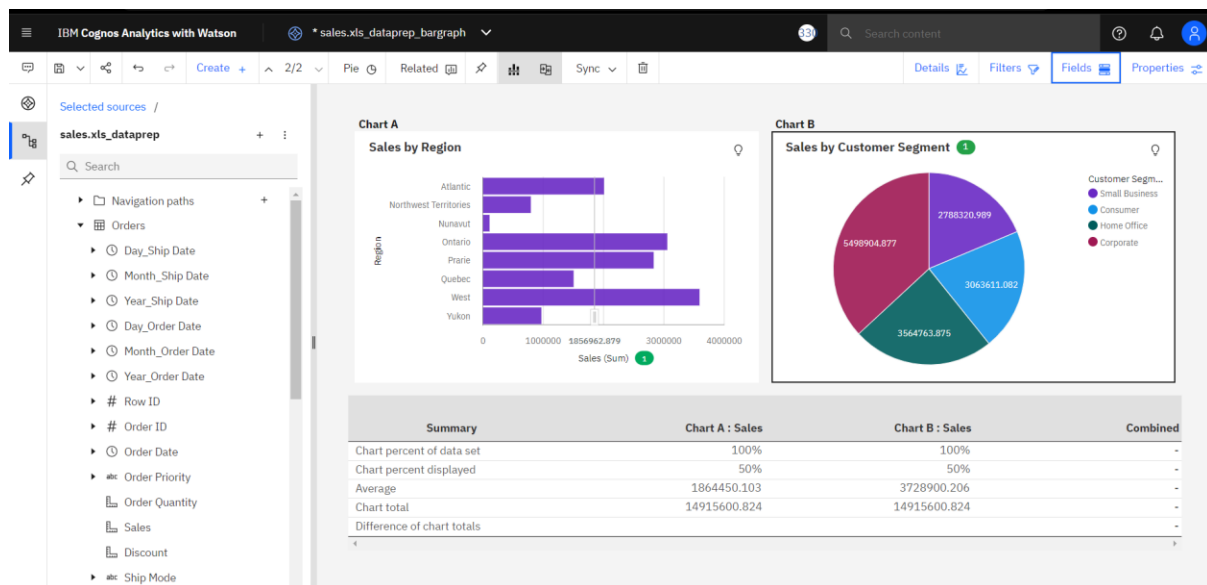 IBM Cognos Analytics with Watson
* sales.xls_dataprep_bargraph
Search content
Create +
2/2
Pie
Related
Sync
Details
Filters
Fields
Properties
Selected sources /
sales.xls_dataprep
Search
Navigation paths
Orders
Day_Ship Date
Month_Ship Date
Year_Ship Date
Day_Order Date
Month_Order Date
Year_Order Date
# Row ID
# Order ID
Order Date
abc Order Priority
Order Quantity
Sales
Discount
abc Ship Mode
Chart A
Sales by Region
Region
Atlantic
Northwest Territories
Nunavut
Ontario
Prarie
Quebec
West
Yukon
0 1000000 1856962.879 3000000 4000000
Sales (Sum) 1
Chart B
Sales by Customer Segment 1
2788320.989
5498904.877
3063611.082
3564763.875
Customer Segm...
Small Business
Consumer
Home Office
Corporate
Summary Chart A : Sales Chart B : Sales Combined
Chart percent of data set 100% 100% -
Chart percent displayed 50% 50% -
Average 1864450.103 3728900.206 -
Chart total 14915600.824 14915600.824 -
Difference of chart totals -